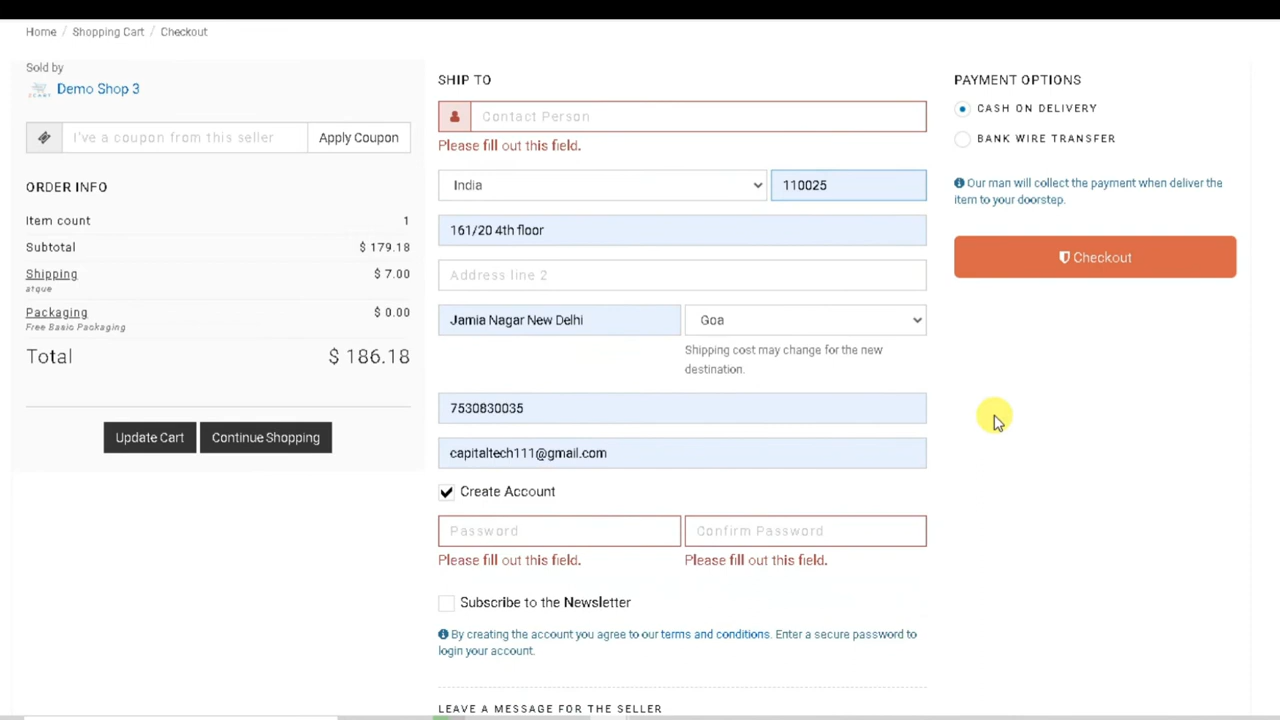 Home / Shopping Cart / Checkout
Sold by
Demo Shop 3
I've a coupon from this seller
Apply Coupon
ORDER INFO
Item count 1
Subtotal $ 179.18
Shipping $ 7.00
atque
Packaging $ 0.00
Free Basic Packaging
Total $ 186.18
Update Cart
Continue Shopping
SHIP TO
Contact Person
Please fill out this field.
India
110025
161/20 4th floor
Address line 2
Jamia Nagar New Delhi
Goa
Shipping cost may change for the new
destination.
7530830035
capitaltech111@gmail.com
Create Account
Password
Confirm Password
Please fill out this field.
Please fill out this field.
Subscribe to the Newsletter
By creating the account you agree to our terms and conditions. Enter a secure password to
login your account.
LEAVE A MESSAGE FOR THE SELLER
PAYMENT OPTIONS
CASH ON DELIVERY
BANK WIRE TRANSFER
Our man will collect the payment when deliver the
item to your doorstep.
Checkout